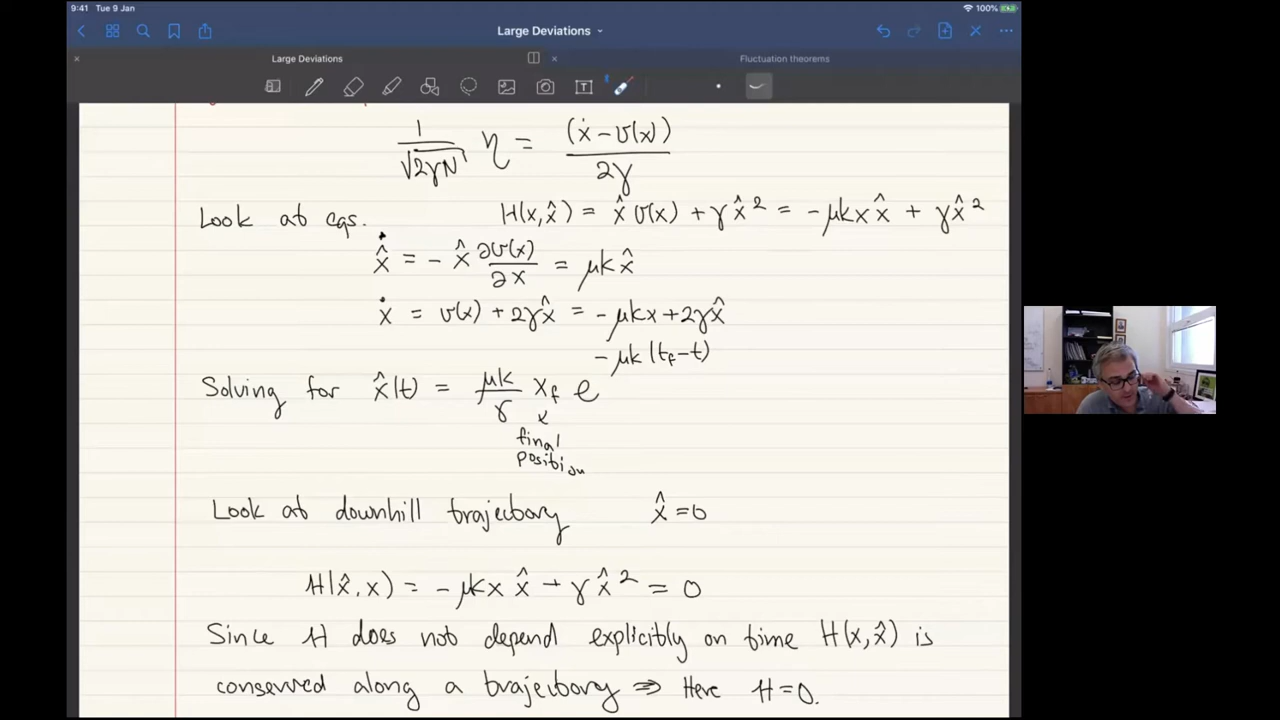 9:41 Tue 9 Jan
100%
Large Deviations
Large Deviations
Fluctuation theorems
1/√2γN η = (ẋ − v(x))/2γ
Look at eqs. H(x, x̂) = x̂ v(x) + γ x̂² = −μkx x̂ + γ x̂²
x̂̇ = − x̂ ∂v(x)/∂x = μk x̂
ẋ = v(x) + 2γx̂ = −μkx + 2γx̂
Solving for x̂(t) = μk/γ x_f e^{−μk(t_f−t)}
final
position
Look at downhill trajectory x̂ = 0
H(x̂, x) = −μkx x̂ + γ x̂² = 0
Since H does not depend explicitly on time H(x, x̂) is
conserved along a trajectory ⇒ Here H=0.